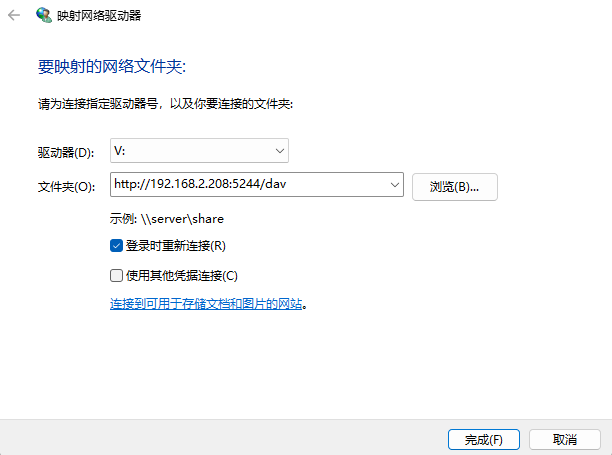 映射网络驱动器
要映射的网络文件夹:
请为连接指定驱动器号，以及你要连接的文件夹:
驱动器(D): V:
文件夹(O): http://192.168.2.208:5244/dav 浏览(B)...
示例: \\server\share
登录时重新连接(R)
使用其他凭据连接(C)
连接到可用于存储文档和图片的网站。
完成(F) 取消